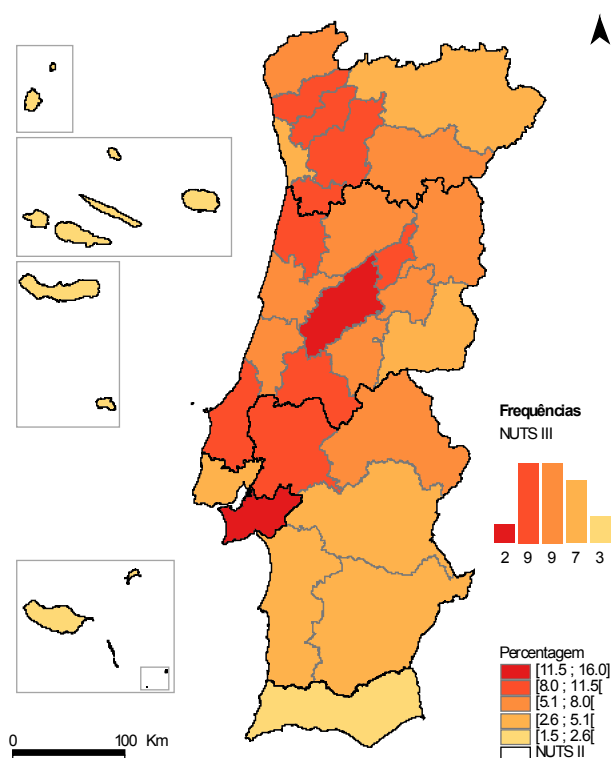 Frequências
NUTS III
2 9 9 7 3
Percentagem
[11.5 ; 16.0]
[8.0 ; 11.5[
[5.1 ; 8.0[
[2.6 ; 5.1[
[1.5 ; 2.6[
NUTS II
0 100 Km